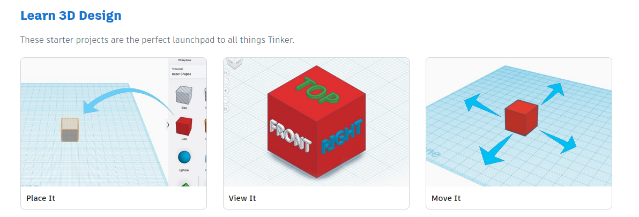 Learn 3D Design
These starter projects are the perfect launchpad to all things Tinker.
TOP
FRONT
RIGHT
Place It
View It
Move It